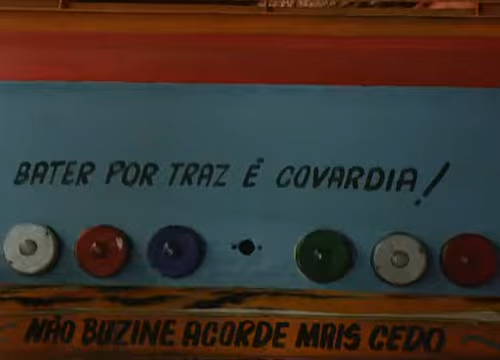 BATER POR TRAZ É COVARDIA!
NÃO BUZINE ACORDE MAIS CEDO